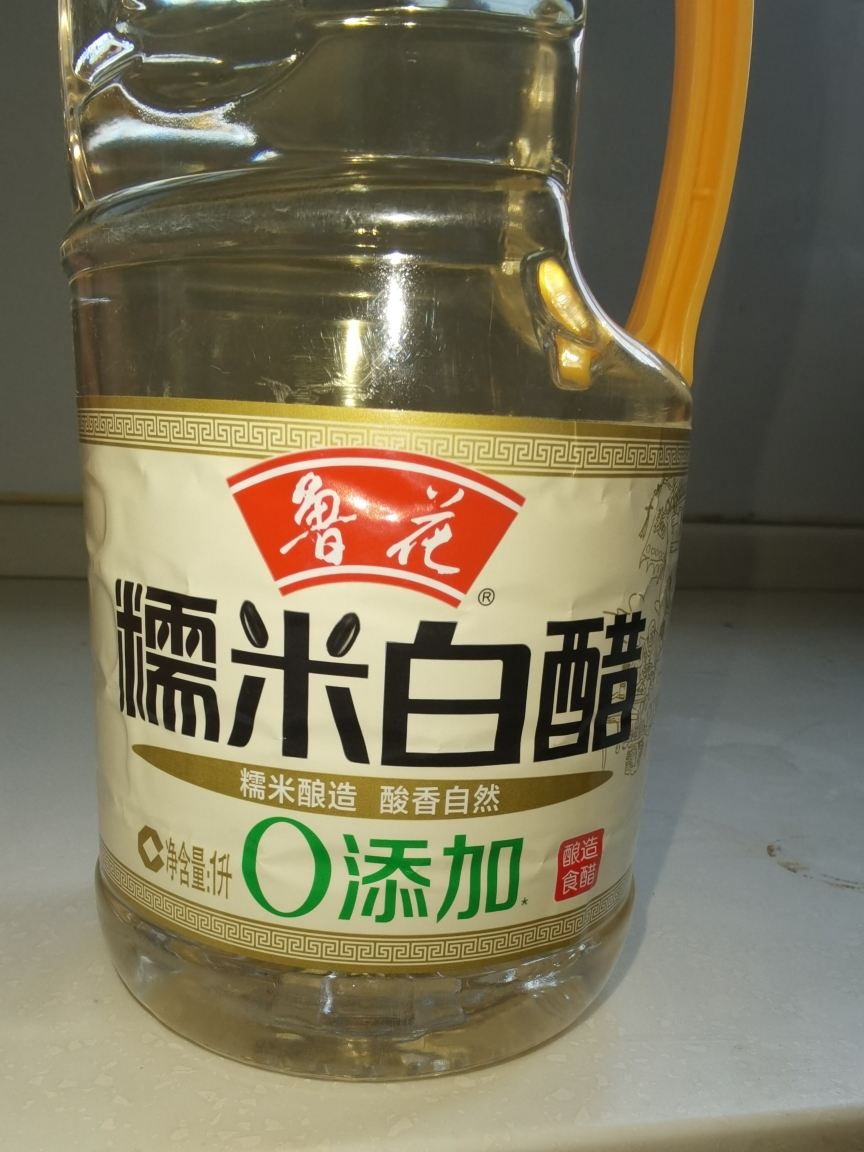 鲁花
®
糯米白醋
糯米酿造 酸香自然
净含量:1升
0添加*
酿造
食醋